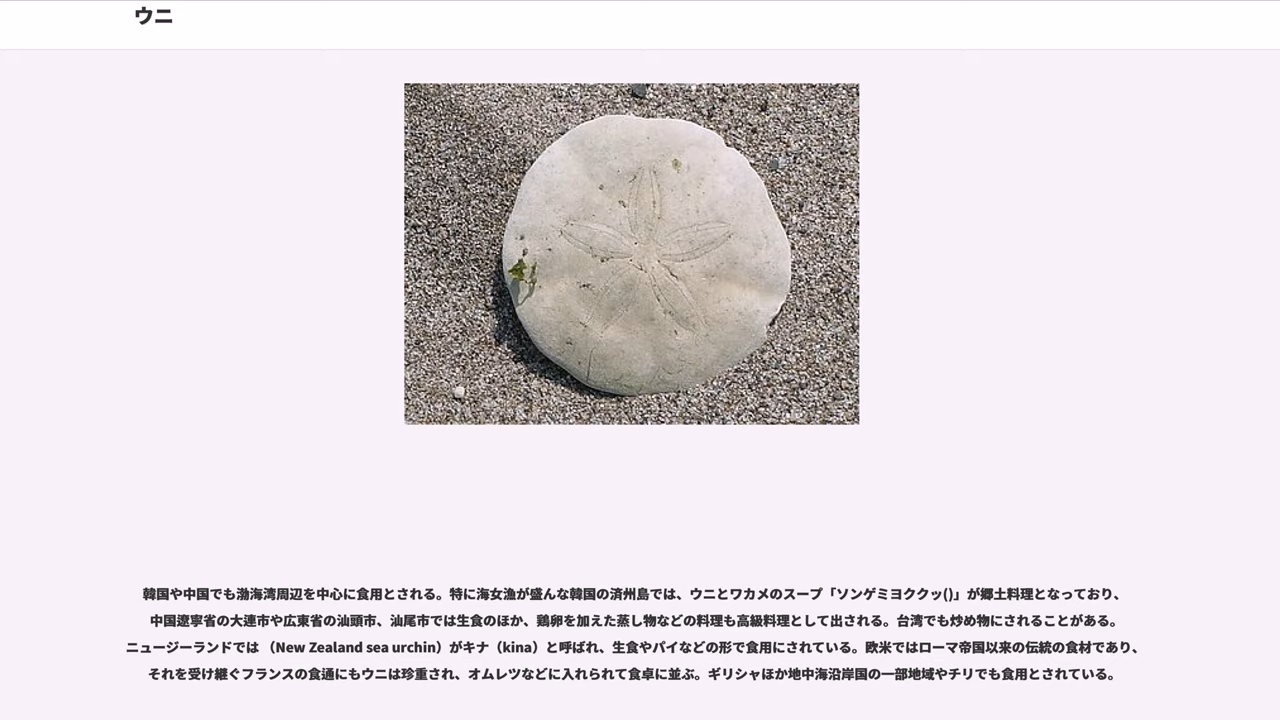 ウニ
韓国や中国でも渤海湾周辺を中心に食用とされる。特に海女漁が盛んな韓国の済州島では、ウニとワカメのスープ「ソンゲミヨククッ()」が郷土料理となっており、
中国遼寧省の大連市や広東省の汕頭市、汕尾市では生食のほか、鶏卵を加えた蒸し物などの料理も高級料理として出される。台湾でも炒め物にされることがある。
ニュージーランドでは （New Zealand sea urchin）がキナ（kina）と呼ばれ、生食やパイなどの形で食用にされている。欧米ではローマ帝国以来の伝統の食材であり、
それを受け継ぐフランスの食通にもウニは珍重され、オムレツなどに入れられて食卓に並ぶ。ギリシャほか地中海沿岸国の一部地域やチリでも食用とされている。